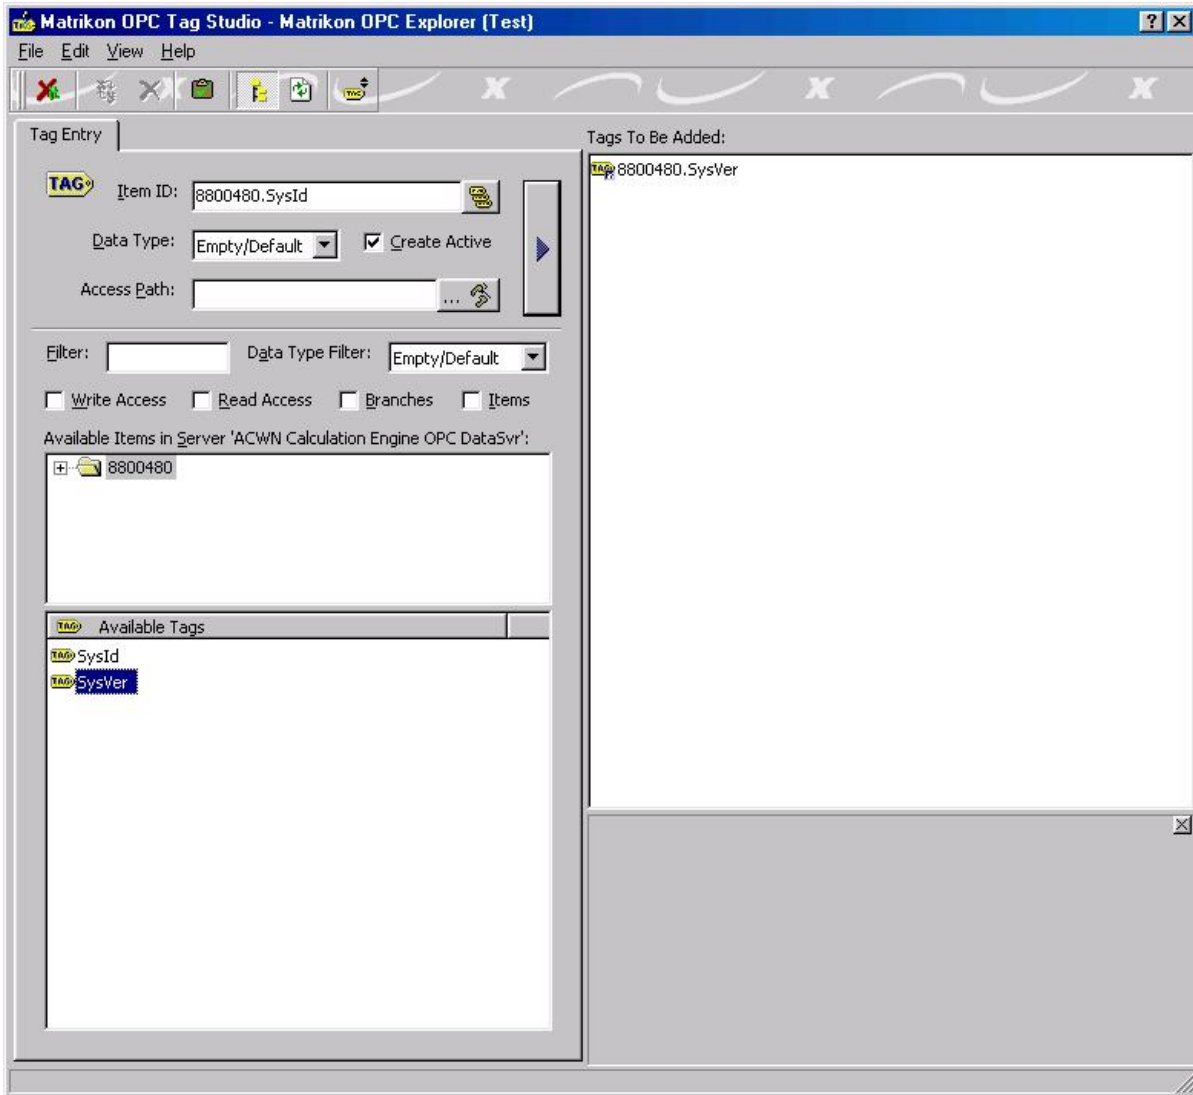 Matrikon OPC Tag Studio - Matrikon OPC Explorer (Test)
File Edit View Help
Tag Entry
TAG
Item ID: 8800480.SysId
Data Type: Empty/Default Create Active
Access Path: ...
Filter: Data Type Filter: Empty/Default
Write Access Read Access Branches Items
Available Items in Server 'ACWN Calculation Engine OPC DataSvr':
8800480
Available Tags
SysId
SysVer
Tags To Be Added:
8800480.SysVer